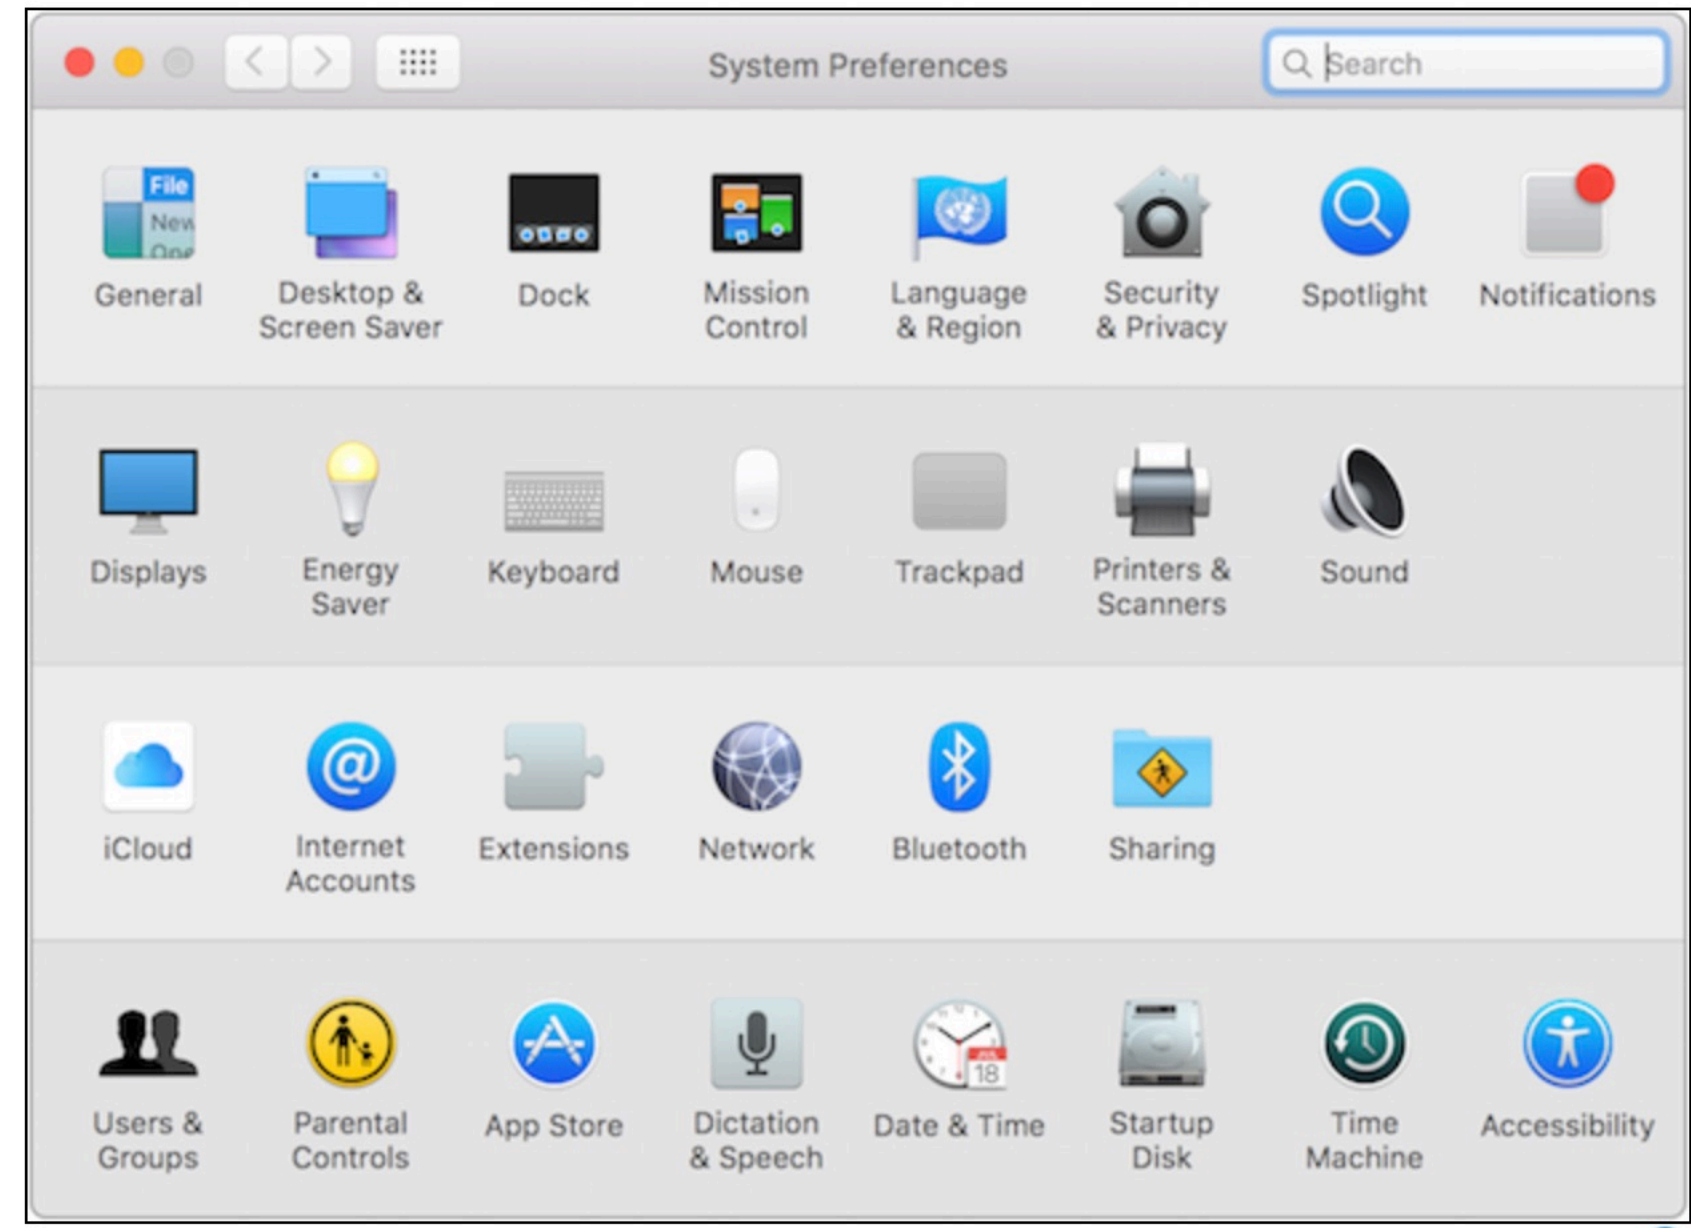 System Preferences
Search
File
New
General
Desktop &
Screen Saver
Dock
Mission
Control
Language
& Region
Security
& Privacy
Spotlight
Notifications
Displays
Energy
Saver
Keyboard
Mouse
Trackpad
Printers &
Scanners
Sound
iCloud
@
Internet
Accounts
Extensions
Network
Bluetooth
Sharing
JUL
18
Users &
Groups
Parental
Controls
App Store
Dictation
& Speech
Date & Time
Startup
Disk
Time
Machine
Accessibility